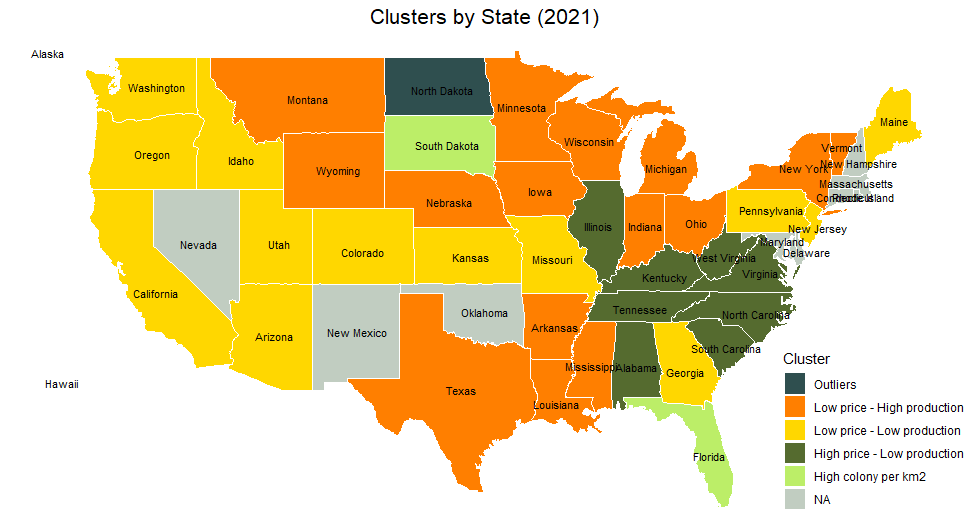 Clusters by State (2021)
Alaska
Washington
North Dakota
Montana
Minnesota
Maine
Wisconsin
South Dakota
Vermont
Oregon
Idaho
New Hampshire
Michigan
New York
Wyoming
Massachusetts
Iowa
Connecticut
Rhode Island
Nebraska
Pennsylvania
Ohio
Illinois
Indiana
New Jersey
Nevada
Utah
Maryland
Colorado
Delaware
Kansas
Missouri
West Virginia
Virginia
Kentucky
California
Tennessee
Oklahoma
North Carolina
Arkansas
New Mexico
Arizona
South Carolina
Mississippi
Alabama
Georgia
Hawaii
Texas
Louisiana
Florida
Cluster
Outliers
Low price - High production
Low price - Low production
High price - Low production
High colony per km2
NA